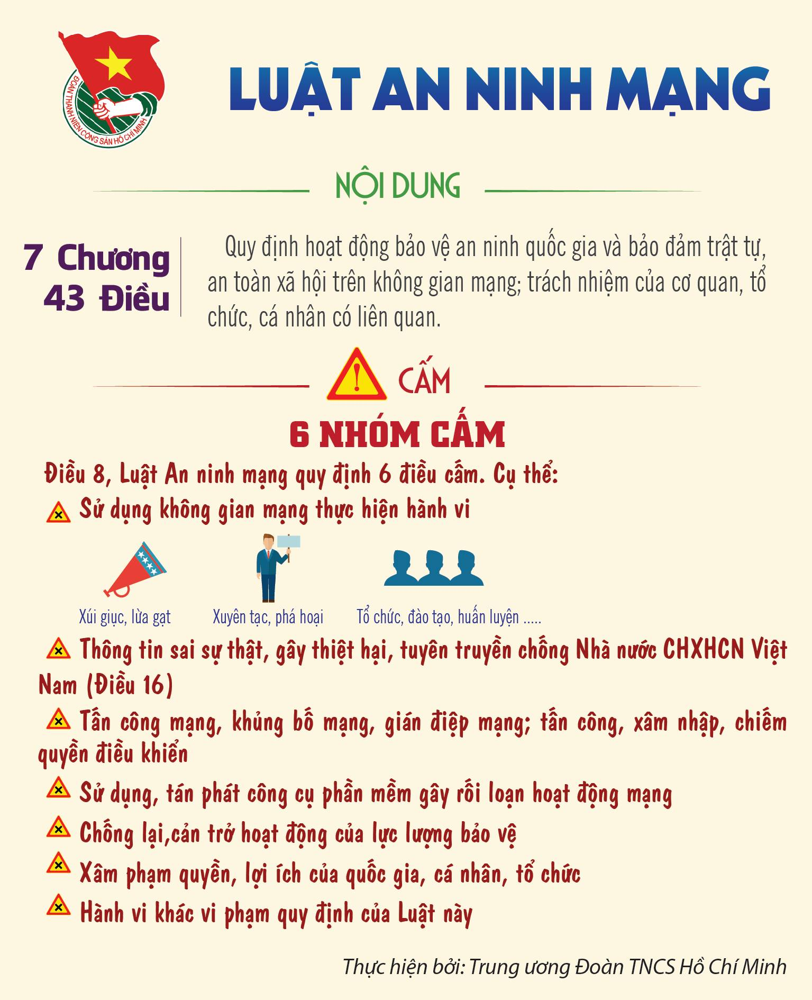 ĐOÀN THANH NIÊN CỘNG SẢN HỒ CHÍ MINH
LUẬT AN NINH MẠNG
NỘI DUNG
7 Chương
43 Điều
Quy định hoạt động bảo vệ an ninh quốc gia và bảo đảm trật tự,
an toàn xã hội trên không gian mạng; trách nhiệm của cơ quan, tổ
chức, cá nhân có liên quan.
CẤM
6 NHÓM CẤM
Điều 8, Luật An ninh mạng quy định 6 điều cấm. Cụ thể:
Sử dụng không gian mạng thực hiện hành vi
Xúi giục, lừa gạt
Xuyên tạc, phá hoại
Tổ chức, đào tạo, huấn luyện .....
Thông tin sai sự thật, gây thiệt hại, tuyên truyền chống Nhà nước CHXHCN Việt
Nam (Điều 16)
Tấn công mạng, khủng bố mạng, gián điệp mạng; tấn công, xâm nhập, chiếm
quyền điều khiển
Sử dụng, tán phát công cụ phần mềm gây rối loạn hoạt động mạng
Chống lại,cản trở hoạt động của lực lượng bảo vệ
Xâm phạm quyền, lợi ích của quốc gia, cá nhân, tổ chức
Hành vi khác vi phạm quy định của Luật này
Thực hiện bởi: Trung ương Đoàn TNCS Hồ Chí Minh